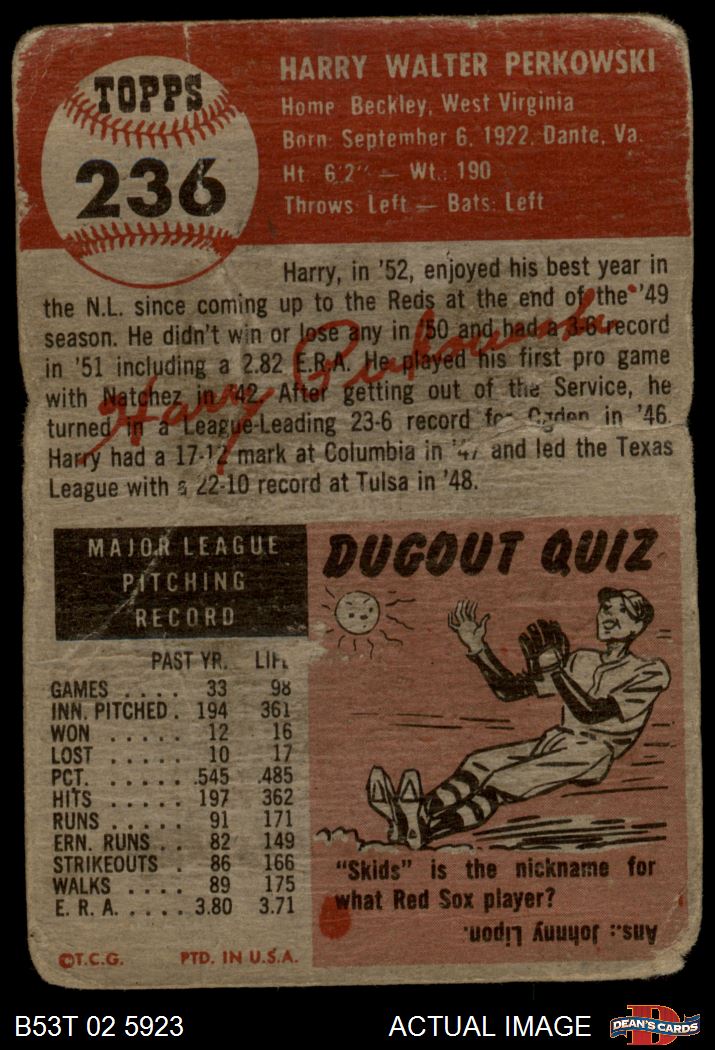 TOPPS
236
HARRY WALTER PERKOWSKI
Home: Beckley, West Virginia
Born: September 6, 1922, Dante, Va.
Ht: 6'2" — Wt.: 190
Throws: Left — Bats: Left
Harry, in '52, enjoyed his best year in
the N.L. since coming up to the Reds at the end of the '49
season. He didn't win or lose any in '50 and had a 3-6 record
in '51 including a 2.82 E.R.A. He played his first pro game
with Natchez in '42. After getting out of the Service, he
turned in a League-Leading 23-6 record for Ogden in '46.
Harry had a 17-12 mark at Columbia in '47 and led the Texas
League with a 22-10 record at Tulsa in '48.
Harry Perkowski
MAJOR LEAGUE
PITCHING
RECORD
PAST YR. LIFE
GAMES . . . . 33 98
INN. PITCHED . 194 361
WON . . . . . 12 16
LOST . . . . . 10 17
PCT. . . . . . .545 .485
HITS . . . . . 197 362
RUNS . . . . . 91 171
ERN. RUNS . . 82 149
STRIKEOUTS . 86 166
WALKS . . . . 89 175
E. R. A. . . . . . 3.80 3.71
©T.C.G. PTD. IN U.S.A.
DUGOUT QUIZ
"Skids" is the nickname for
what Red Sox player?
Ans.: Johnny Lipon.
B53T 02 5923 ACTUAL IMAGE
D
DEAN'S CARDS